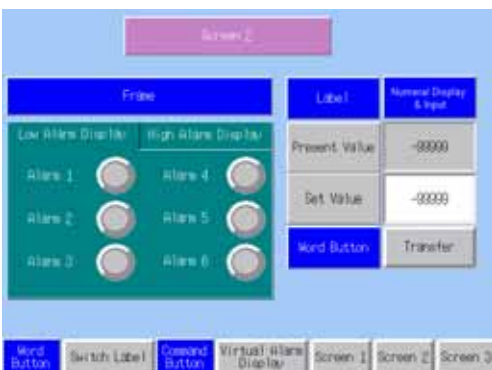 Screen 2
Frame
Label
Numeral Display
& Input
Low Alarm Display
High Alarm Display
Present Value
-99999
Alarm 1
Alarm 4
Set Value
-99999
Alarm 2
Alarm 5
Word Button
Transfer
Alarm 3
Alarm 6
Word
Button
Switch Label
Command
Button
Virtual Alarm
Display
Screen 1
Screen 2
Screen 3